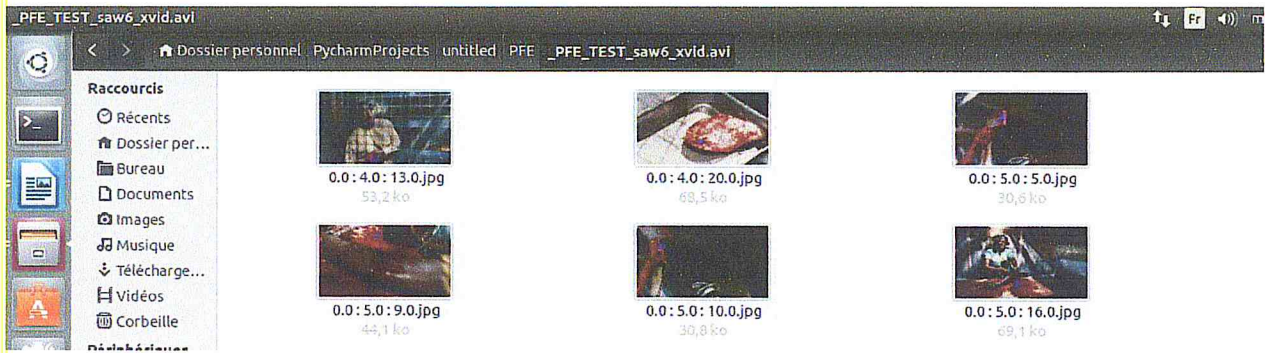 _PFE_TEST_saw6_xvid.avi
Fr
Dossier personnel PycharmProjects untitled PFE _PFE_TEST_saw6_xvid.avi
Raccourcis
Récents
Dossier per...
Bureau
Documents
Images
Musique
Télécharge...
Vidéos
Corbeille
0.0:4.0:13.0.jpg
53,2 ko
0.0:4.0:20.0.jpg
68,5 ko
0.0:5.0:5.0.jpg
30,6 ko
0.0:5.0:9.0.jpg
44,1 ko
0.0:5.0:10.0.jpg
30,8 ko
0.0:5.0:16.0.jpg
69,1 ko